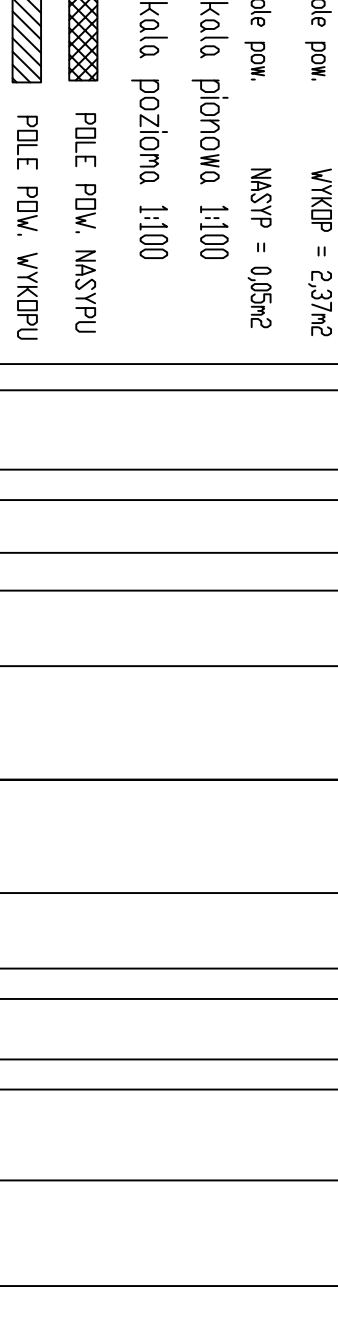 ole pow. WYKOP = 2,37m2
ole pow. NASYP = 0,05m2
kala pionowa 1:100
kala pozioma 1:100
POLE POW. NASYPU
POLE POW. WYKOPU